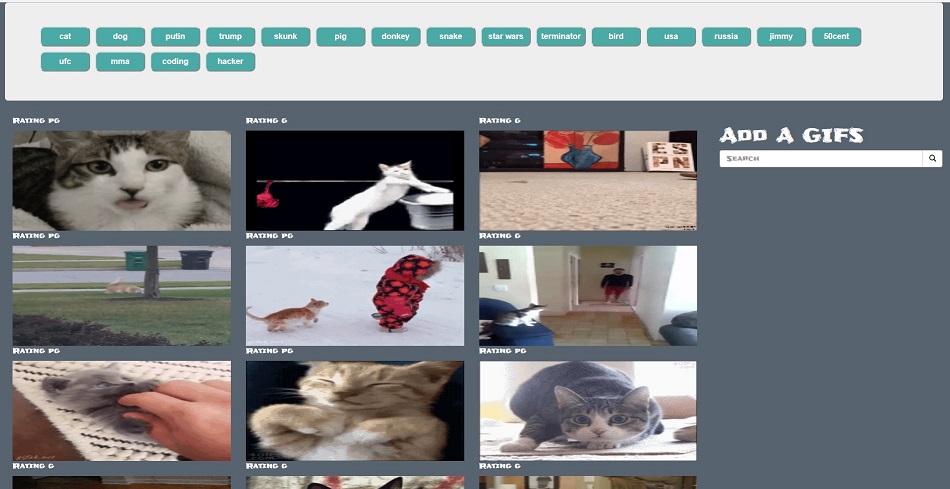 cat dog putin trump skunk pig donkey snake star wars terminator bird usa russia jimmy 50cent
ufc mma coding hacker
Rating pg Rating g Rating g
Add A GIFS
Search
ES
PN
Rating pg Rating pg Rating g
Rating pg Rating pg Rating g
Rating g Rating g Rating g